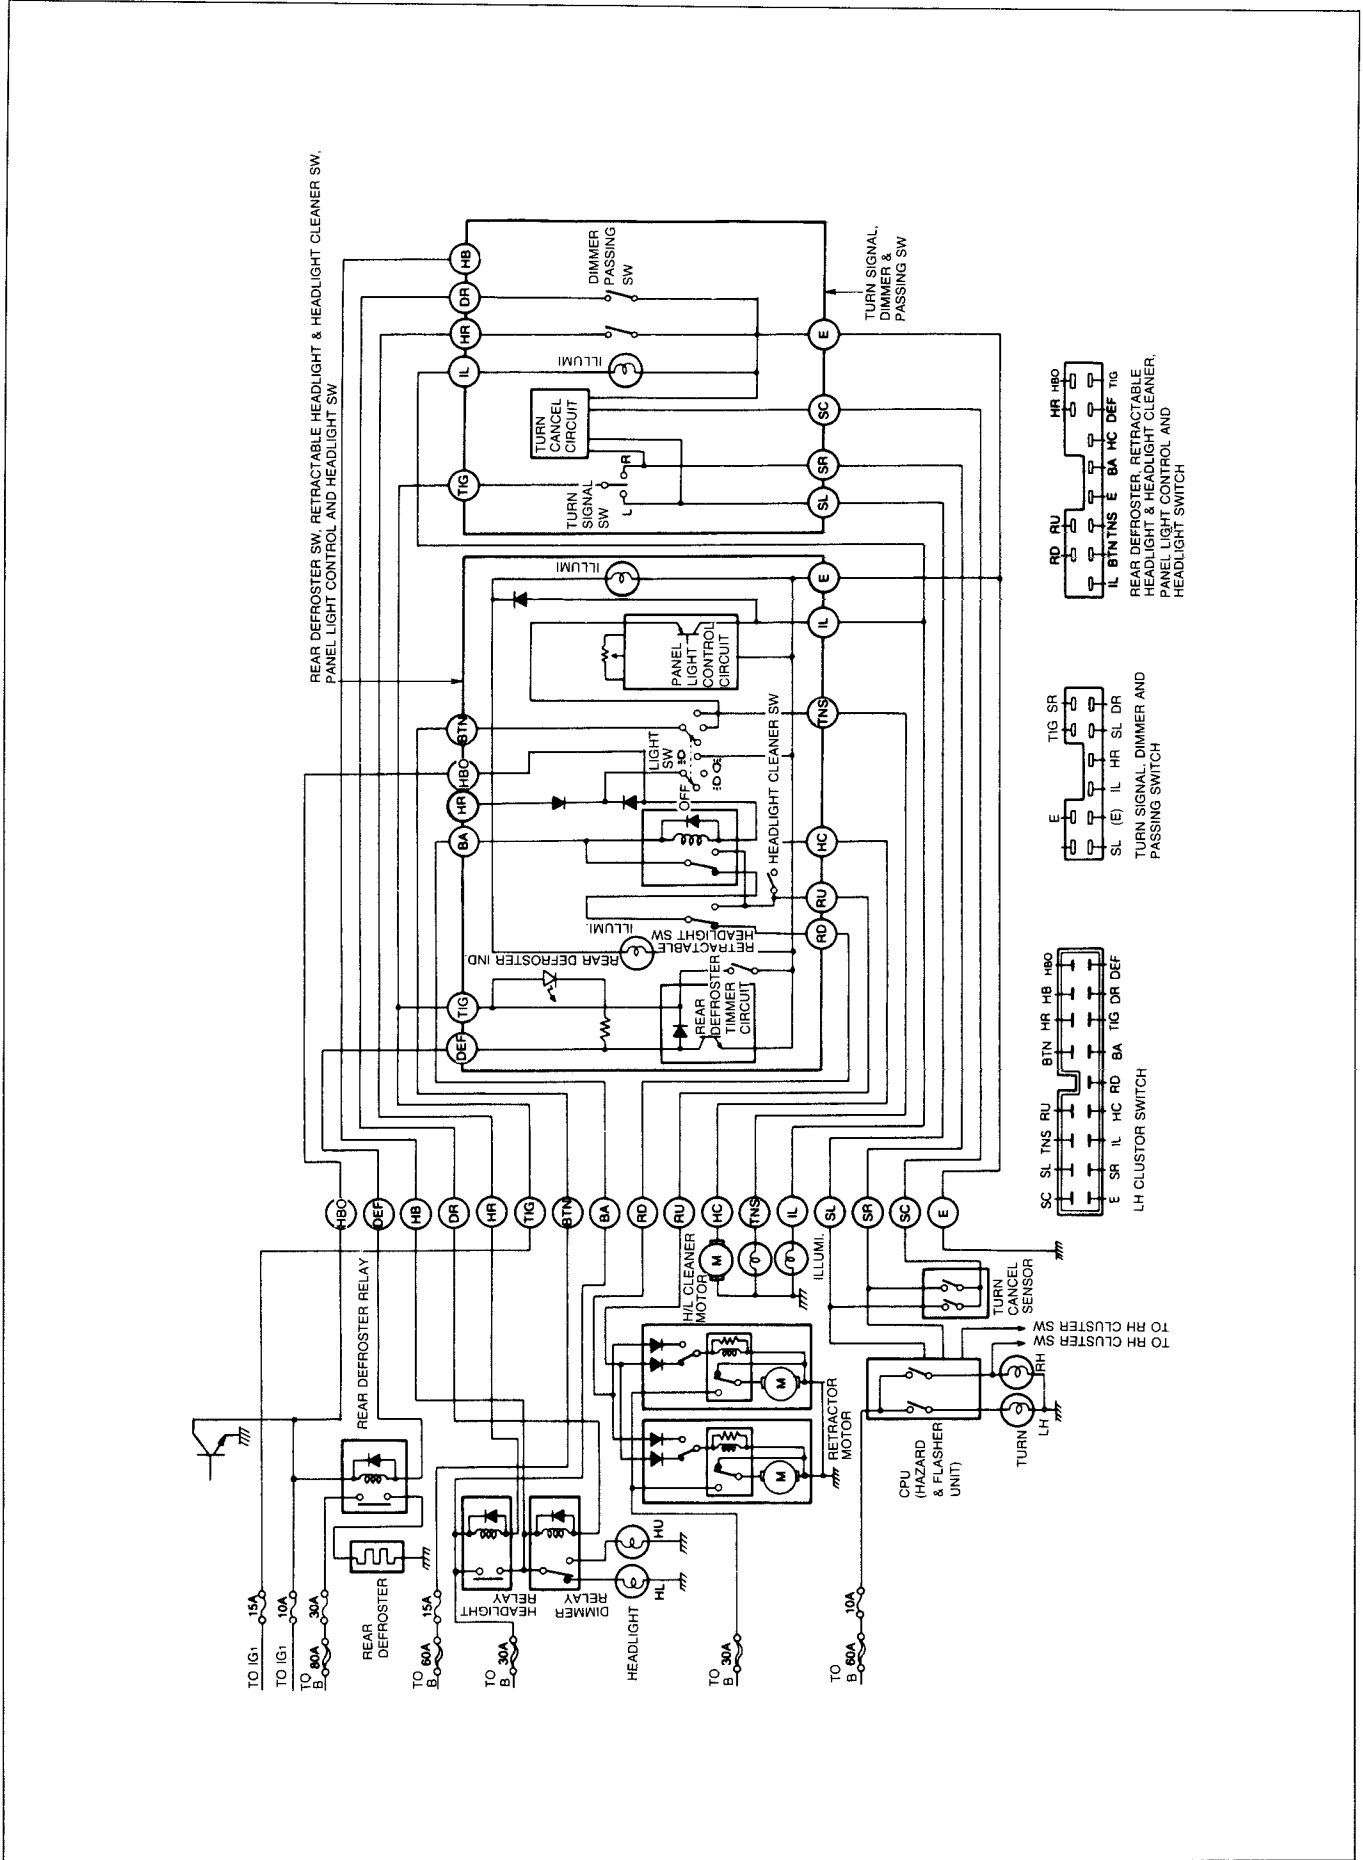 REAR DEFROSTER SW, RETRACTABLE HEADLIGHT & HEADLIGHT CLEANER SW,
PANEL LIGHT CONTROL AND HEADLIGHT SW
TO IG1
15A
TO IG1
10A
TO
B
80A
30A
REAR
DEFROSTER
REAR DEFROSTER RELAY
TO
B
60A
15A
TO
B
30A
HEADLIGHT
RELAY
DIMMER
RELAY
HEADLIGHT
HL
HU
TO
B
30A
M
M
RETRACTOR
MOTOR
TO
B
60A
10A
CPU
(HAZARD
& FLASHER
UNIT)
TURN
LH
RH
TO RH CLUSTER SW
TO RH CLUSTER SW
TURN
CANCEL
SENSOR
H/L CLEANER
MOTOR
M
ILLUMI.
HBO
DEF
HB
DR
HR
TIG
BTN
BA
RD
RU
HC
TNS
IL
SL
SR
SC
E
DEF
TIG
BA
HR
HBO
BTN
REAR DEFROSTER IND.
ILLUMI.
REAR
DEFROSTER
TIMMER
CIRCUIT
RETRACTABLE
HEADLIGHT SW
OFF
LIGHT
SW
HEADLIGHT CLEANER SW
PANEL
LIGHT
CONTROL
CIRCUIT
ILLUMI
RD
RU
HC
TNS
IL
E
TIG
IL
HR
DR
HB
TURN
SIGNAL
SW
L
R
TURN
CANCEL
CIRCUIT
ILLUMI
DIMMER
PASSING
SW
SL
SR
SC
E
TURN SIGNAL,
DIMMER &
PASSING SW
SC SL TNS RU BTN HR HB HBO
E SR IL HC RD BA TIG DR DEF
LH CLUSTOR SWITCH
E TIG SR
SL (E) IL HR SL DR
TURN SIGNAL, DIMMER AND
PASSING SWITCH
RD RU HR HBO
IL BTN TNS E BA HC DEF TIG
REAR DEFROSTER, RETRACTABLE
HEADLIGHT & HEADLIGHT CLEANER,
PANEL LIGHT CONTROL AND
HEADLIGHT SWITCH